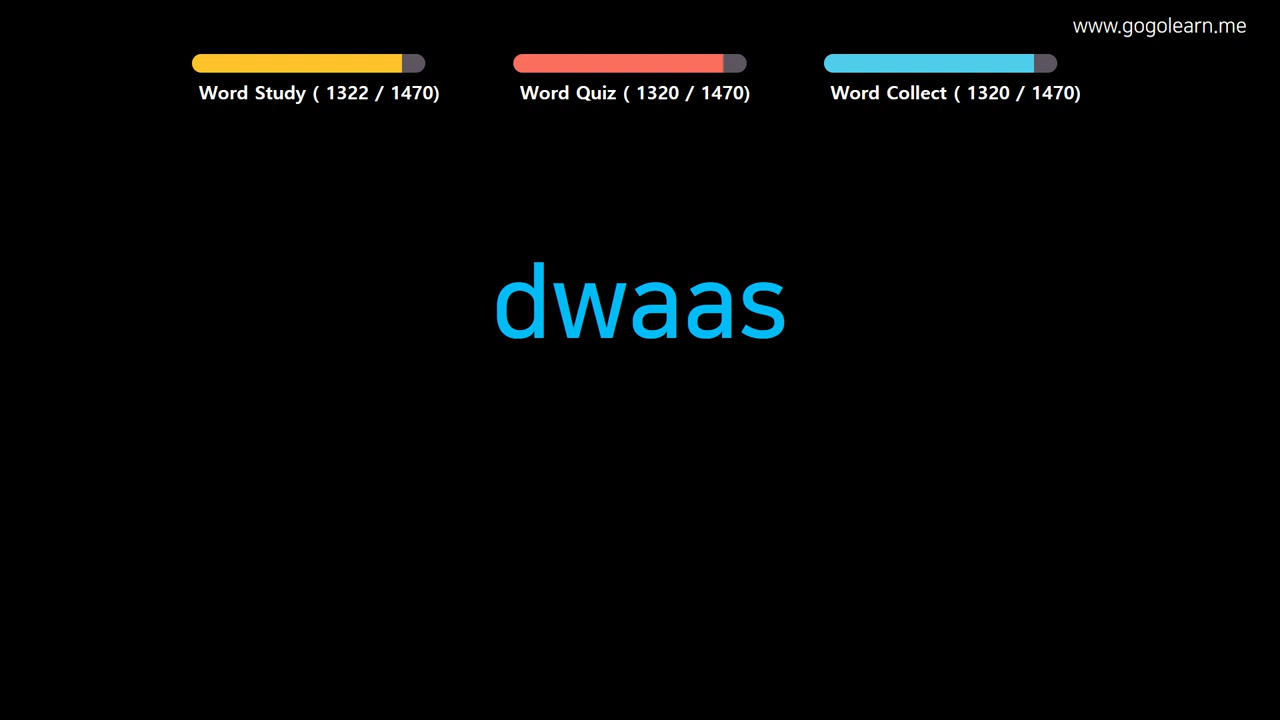 www.gogolearn.me
Word Study ( 1322 / 1470)
Word Quiz ( 1320 / 1470)
Word Collect ( 1320 / 1470)
dwaas